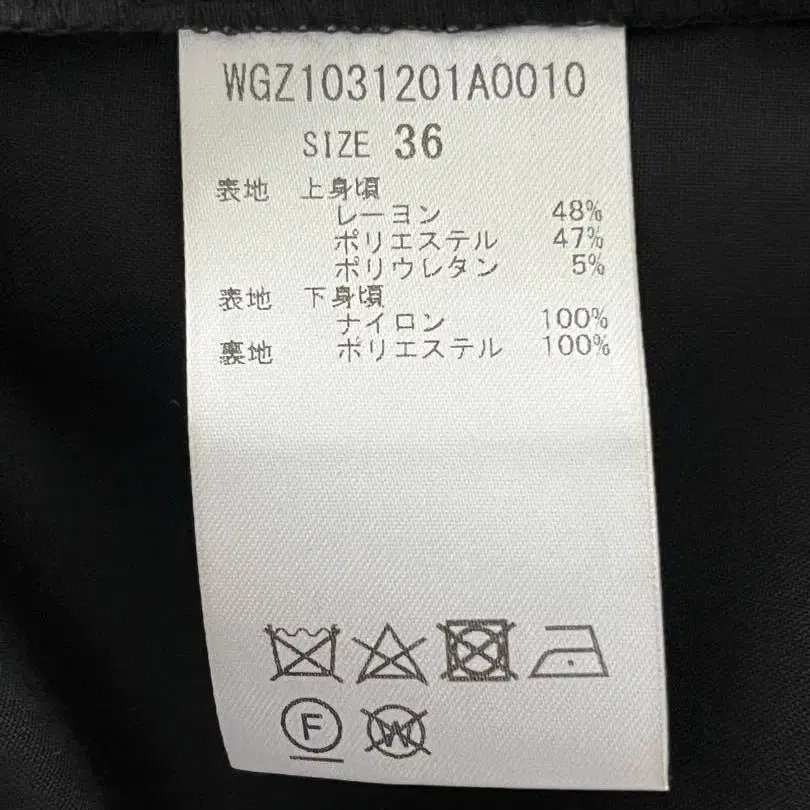 WGZ1031201A0010
SIZE 36
表地 上身頃
レーヨン 48%
ポリエステル 47%
ポリウレタン 5%
表地 下身頃
ナイロン 100%
裏地 ポリエステル 100%
F W